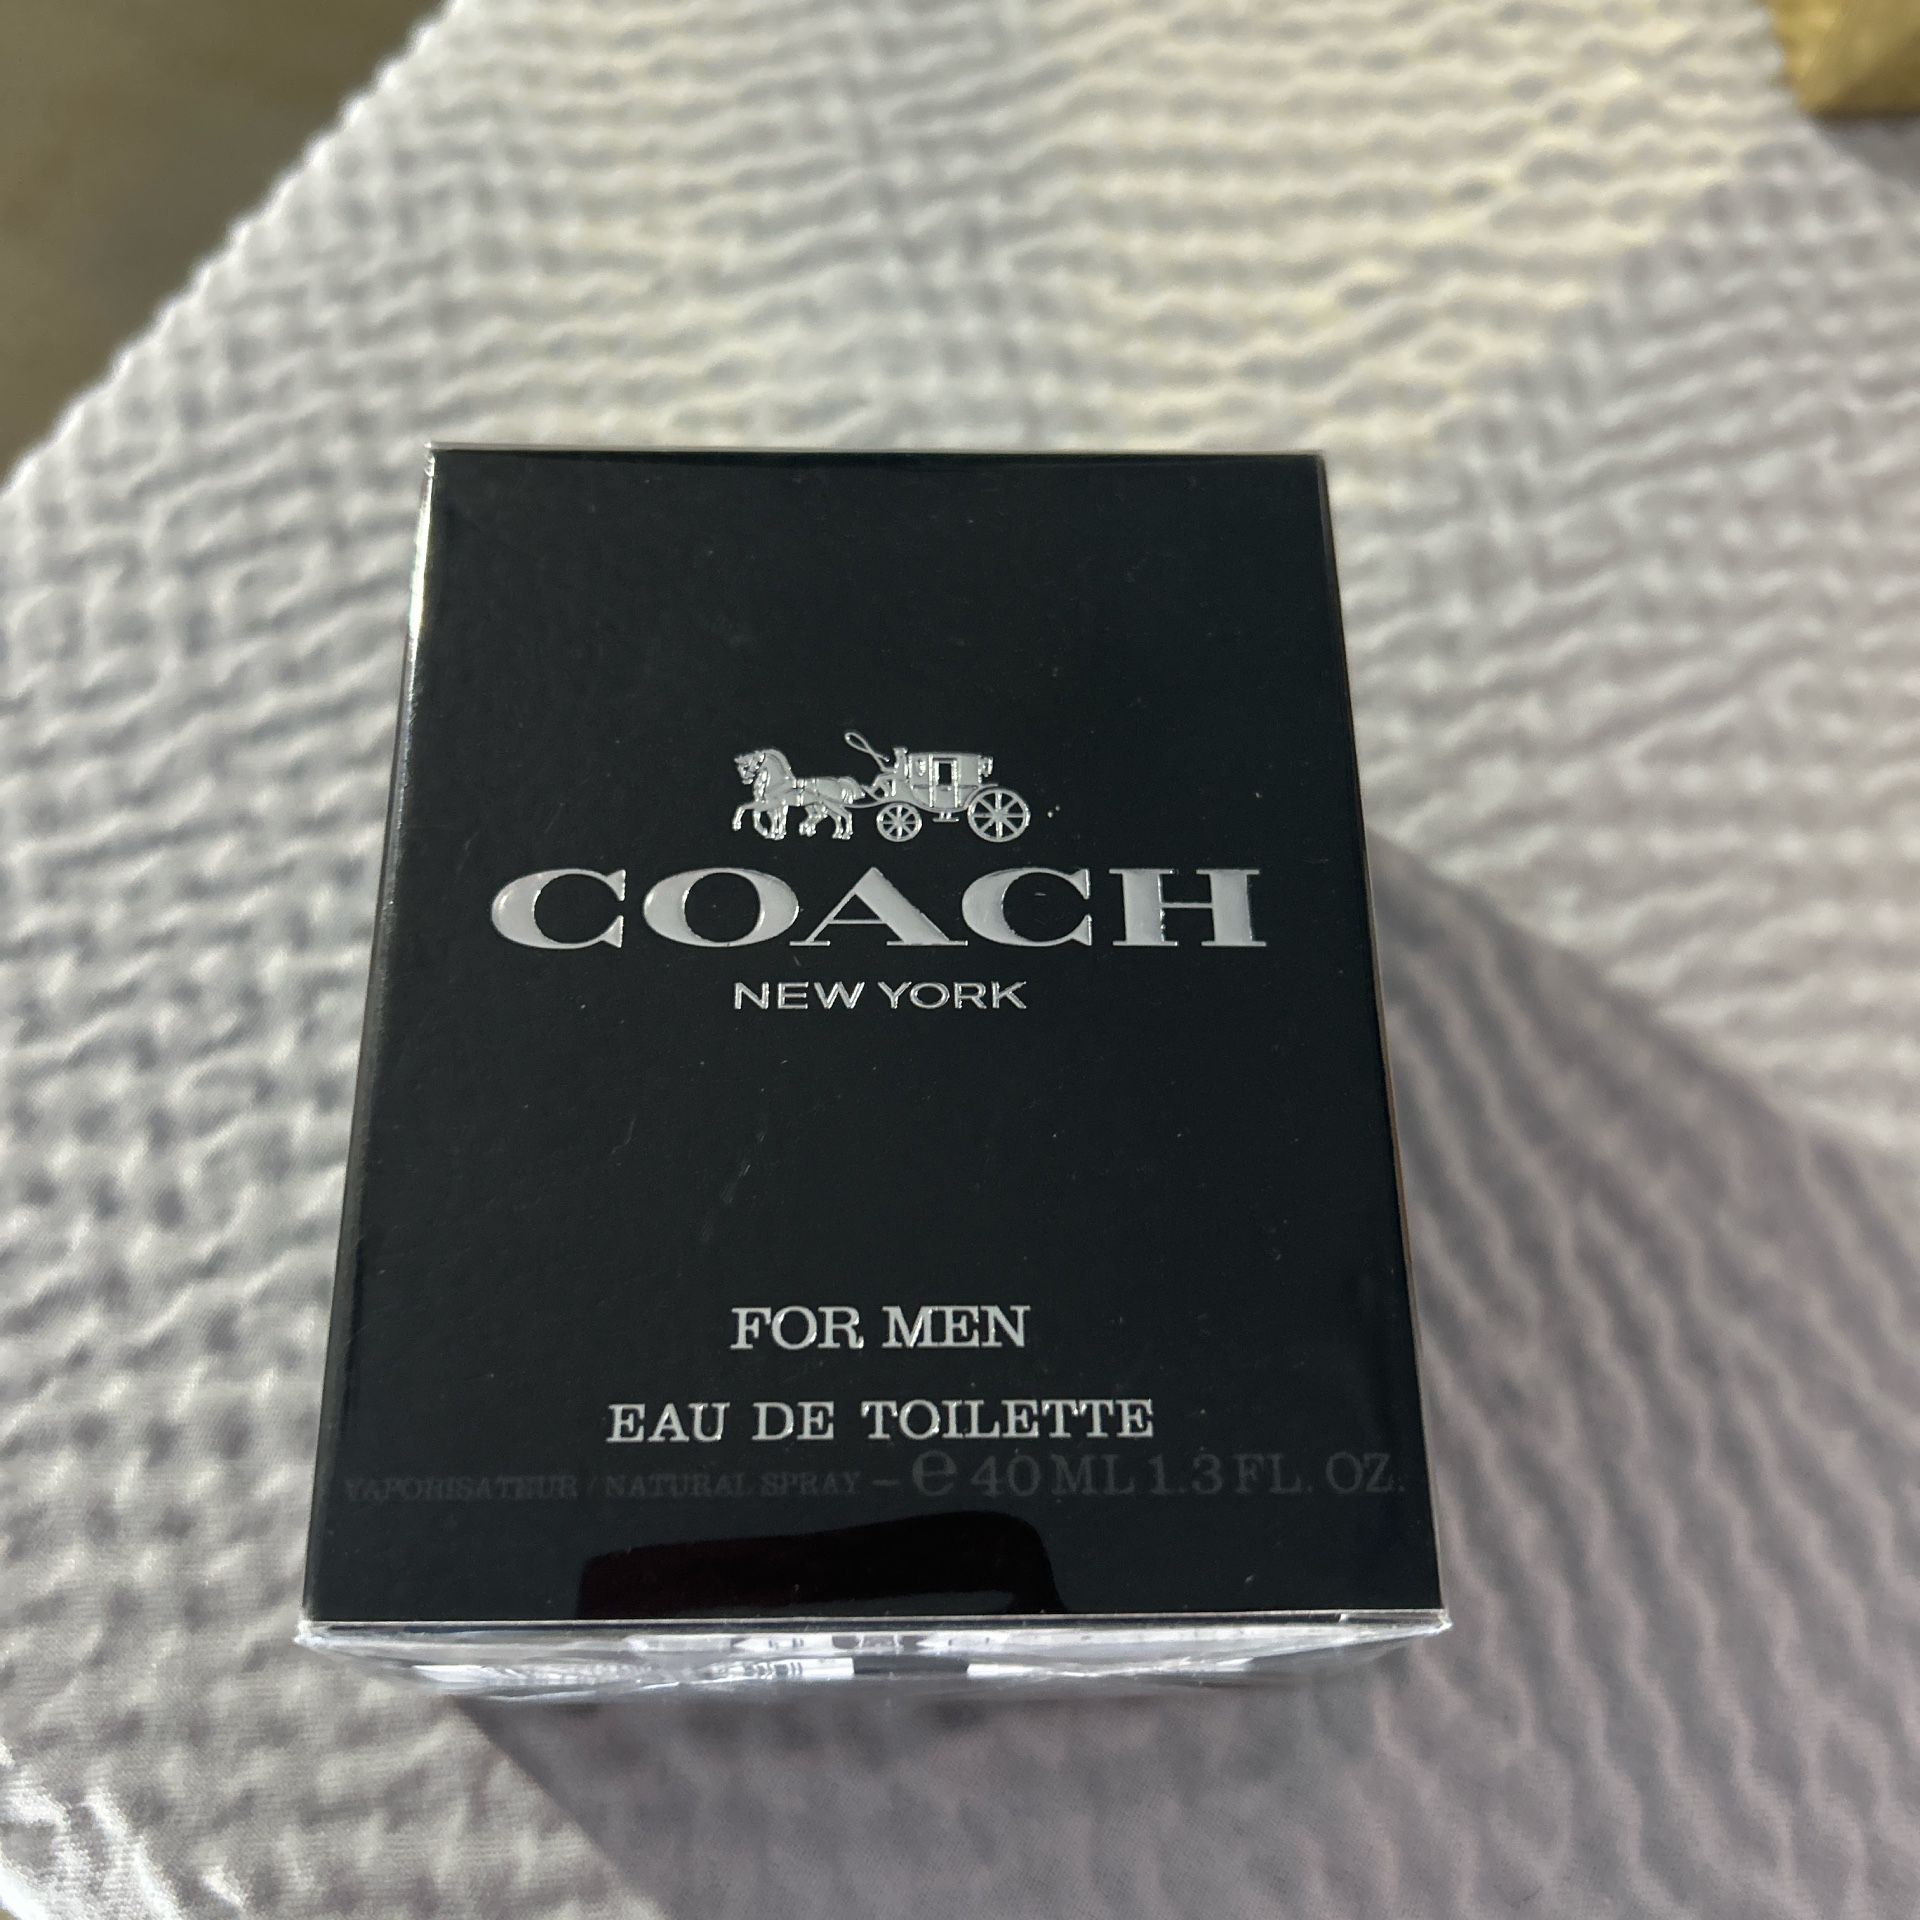 COACH
NEW YORK
FOR MEN
EAU DE TOILETTE
VAPORISATEUR / NATURAL SPRAY – ℮ 40 ML 1.3 FL. OZ.